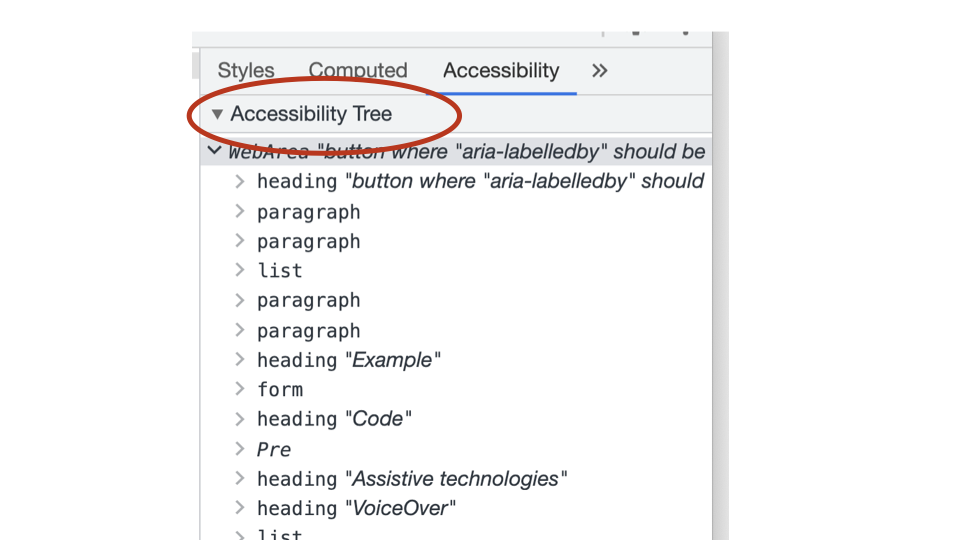 Styles Computed Accessibility
Accessibility Tree
WebArea "button where "aria-labelledby" should be
heading "button where "aria-labelledby" should
paragraph
paragraph
list
paragraph
paragraph
heading "Example"
form
heading "Code"
Pre
heading "Assistive technologies"
heading "VoiceOver"
list